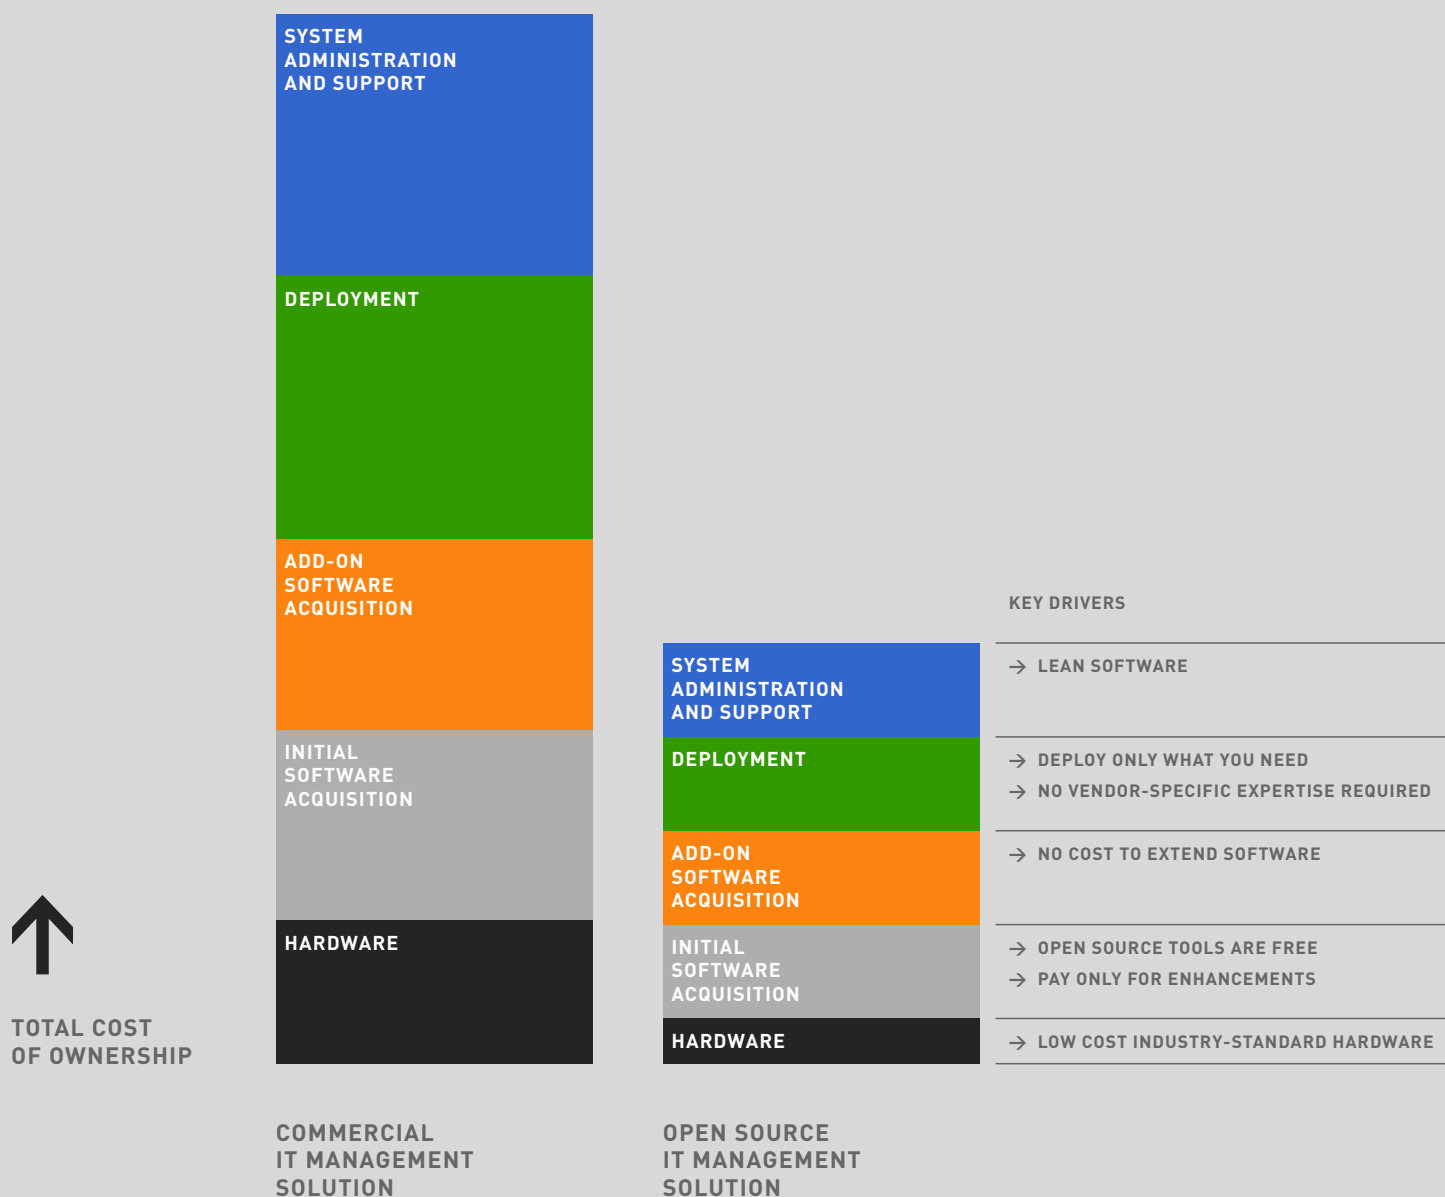 SYSTEM
ADMINISTRATION
AND SUPPORT
DEPLOYMENT
ADD-ON
SOFTWARE
ACQUISITION
INITIAL
SOFTWARE
ACQUISITION
HARDWARE
TOTAL COST
OF OWNERSHIP
COMMERCIAL
IT MANAGEMENT
SOLUTION
SYSTEM
ADMINISTRATION
AND SUPPORT
DEPLOYMENT
ADD-ON
SOFTWARE
ACQUISITION
INITIAL
SOFTWARE
ACQUISITION
HARDWARE
OPEN SOURCE
IT MANAGEMENT
SOLUTION
KEY DRIVERS
→ LEAN SOFTWARE
→ DEPLOY ONLY WHAT YOU NEED
→ NO VENDOR-SPECIFIC EXPERTISE REQUIRED
→ NO COST TO EXTEND SOFTWARE
→ OPEN SOURCE TOOLS ARE FREE
→ PAY ONLY FOR ENHANCEMENTS
→ LOW COST INDUSTRY-STANDARD HARDWARE